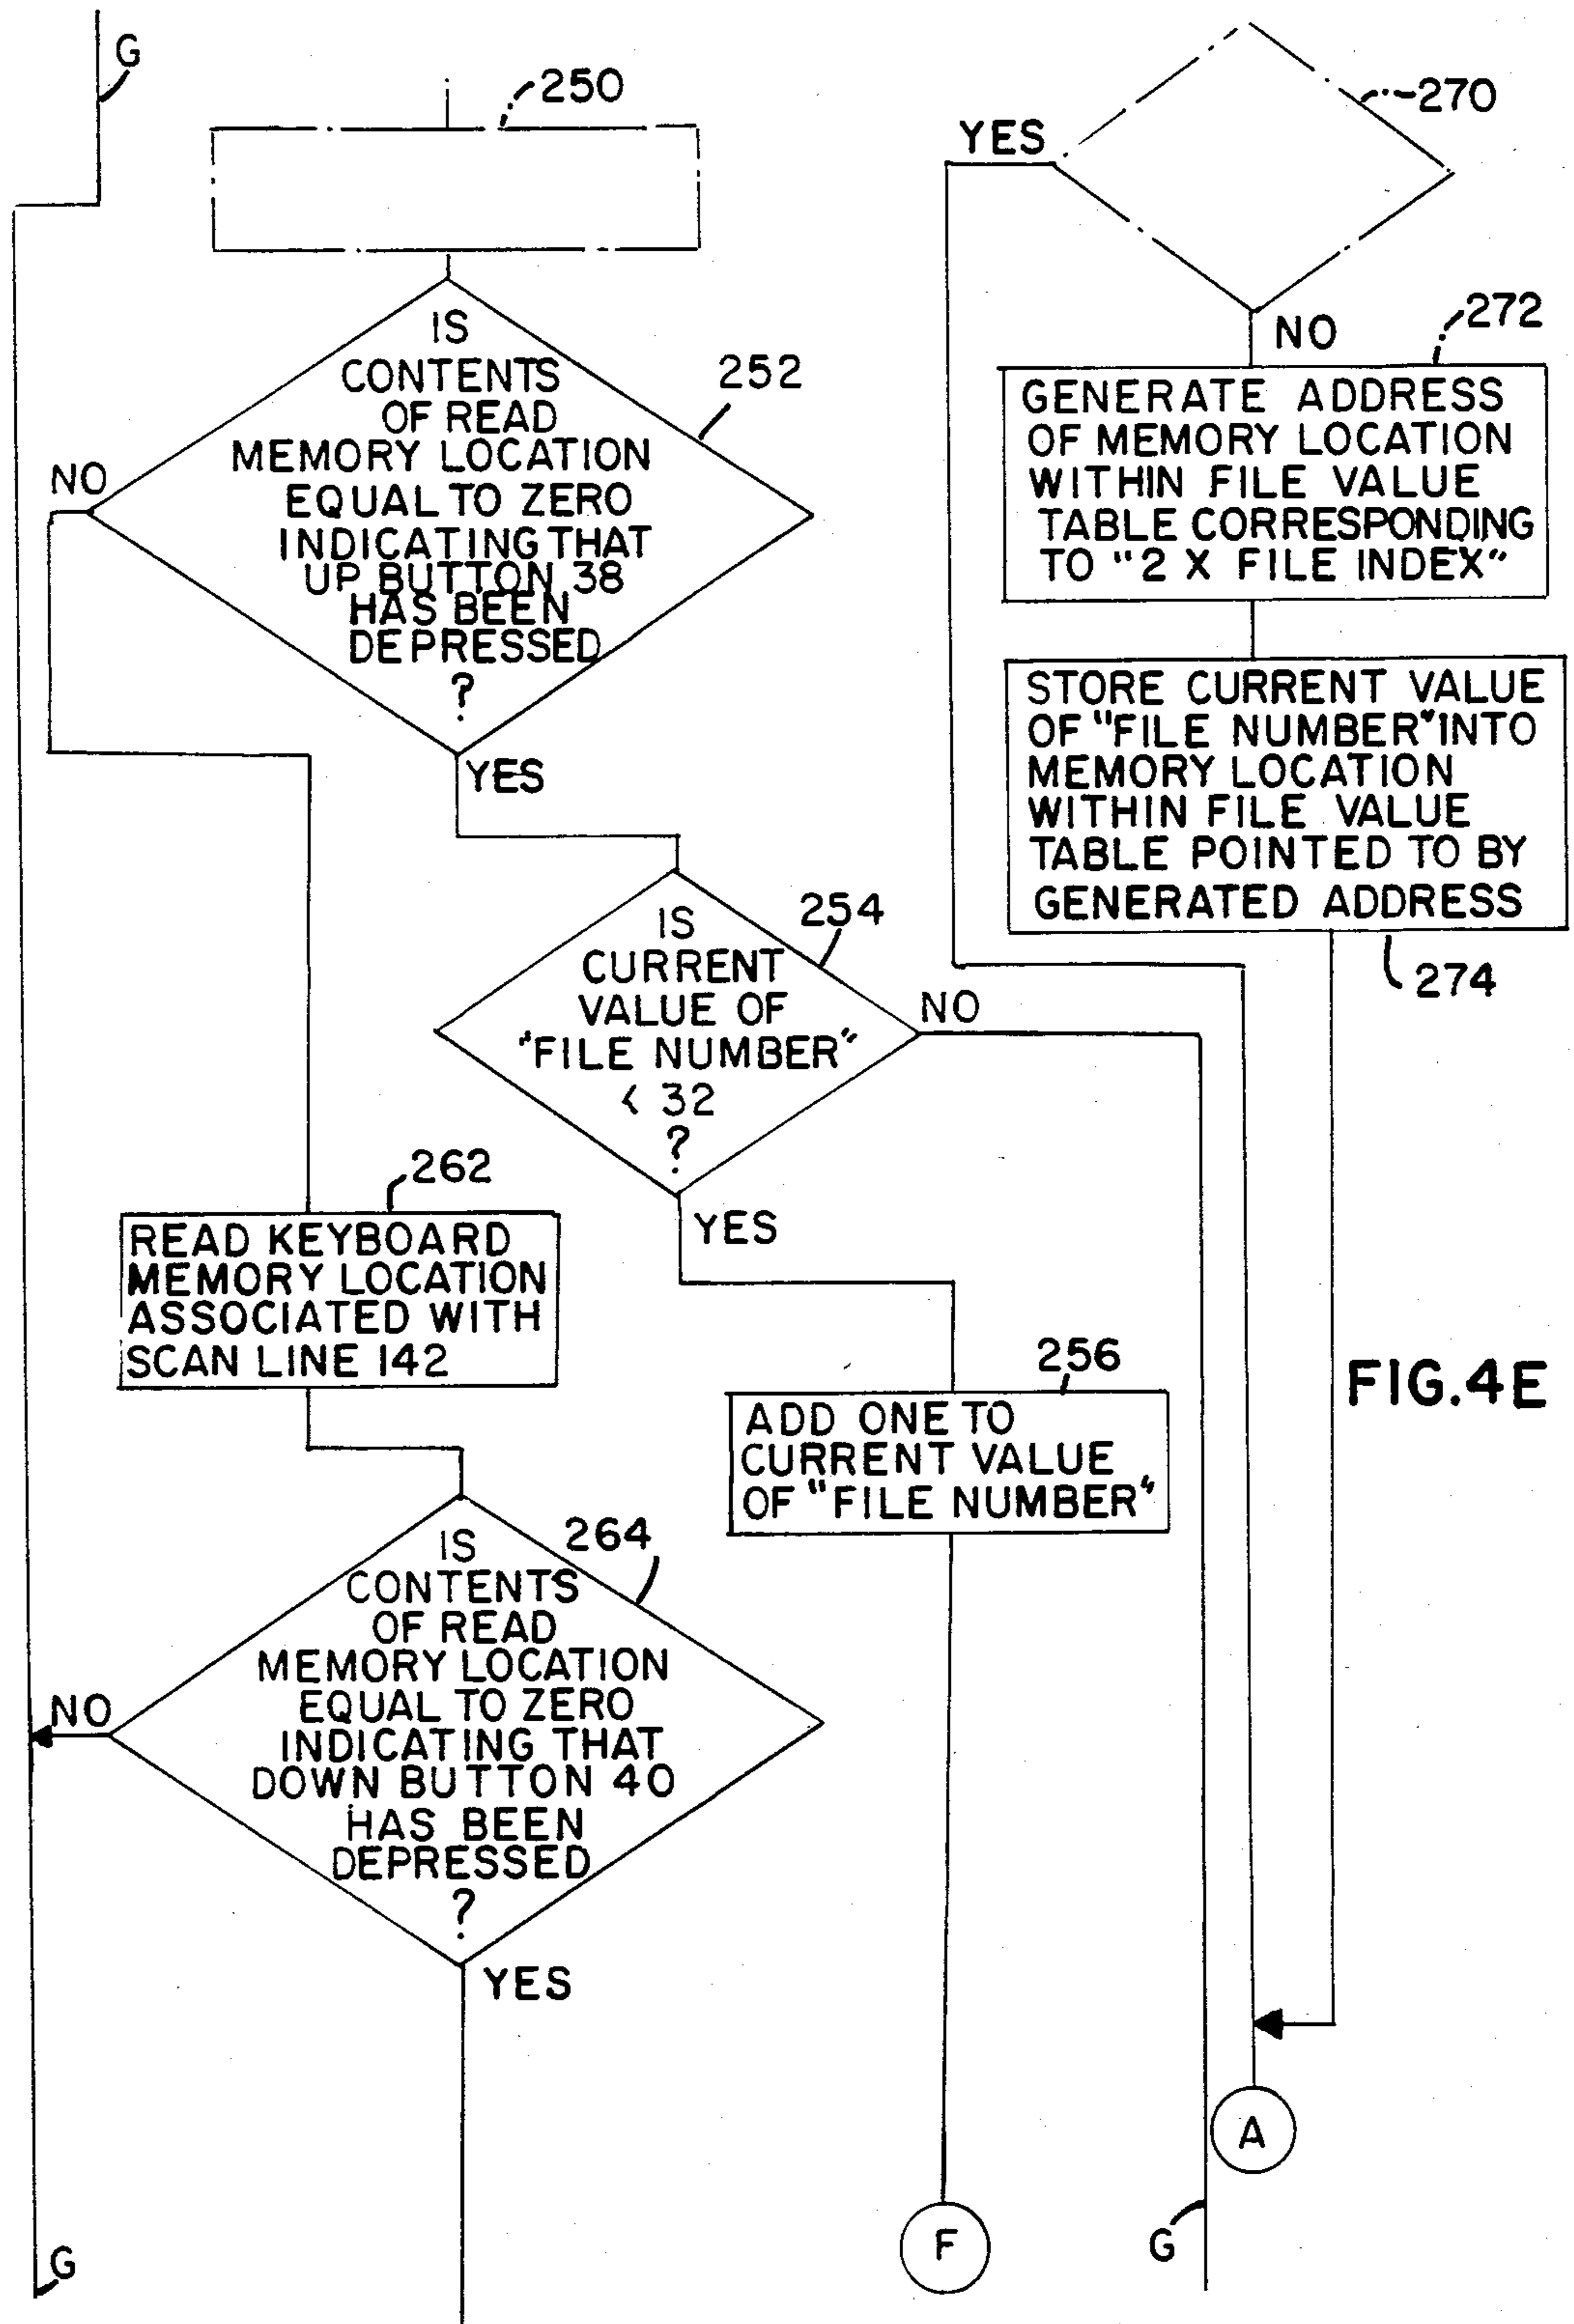 G
250
IS
CONTENTS
OF READ
MEMORY LOCATION
EQUAL TO ZERO
INDICATING THAT
UP BUTTON 38
HAS BEEN
DEPRESSED
?
252
NO
YES
IS
CURRENT
VALUE OF
"FILE NUMBER"
< 32
?
254
NO
YES
262
READ KEYBOARD
MEMORY LOCATION
ASSOCIATED WITH
SCAN LINE 142
256
ADD ONE TO
CURRENT VALUE
OF "FILE NUMBER"
IS
CONTENTS
OF READ
MEMORY LOCATION
EQUAL TO ZERO
INDICATING THAT
DOWN BUTTON 40
HAS BEEN
DEPRESSED
?
264
NO
YES
G
F
270
YES
NO
272
GENERATE ADDRESS
OF MEMORY LOCATION
WITHIN FILE VALUE
TABLE CORRESPONDING
TO "2 X FILE INDEX"
STORE CURRENT VALUE
OF "FILE NUMBER" INTO
MEMORY LOCATION
WITHIN FILE VALUE
TABLE POINTED TO BY
GENERATED ADDRESS
274
FIG.4E
A
G